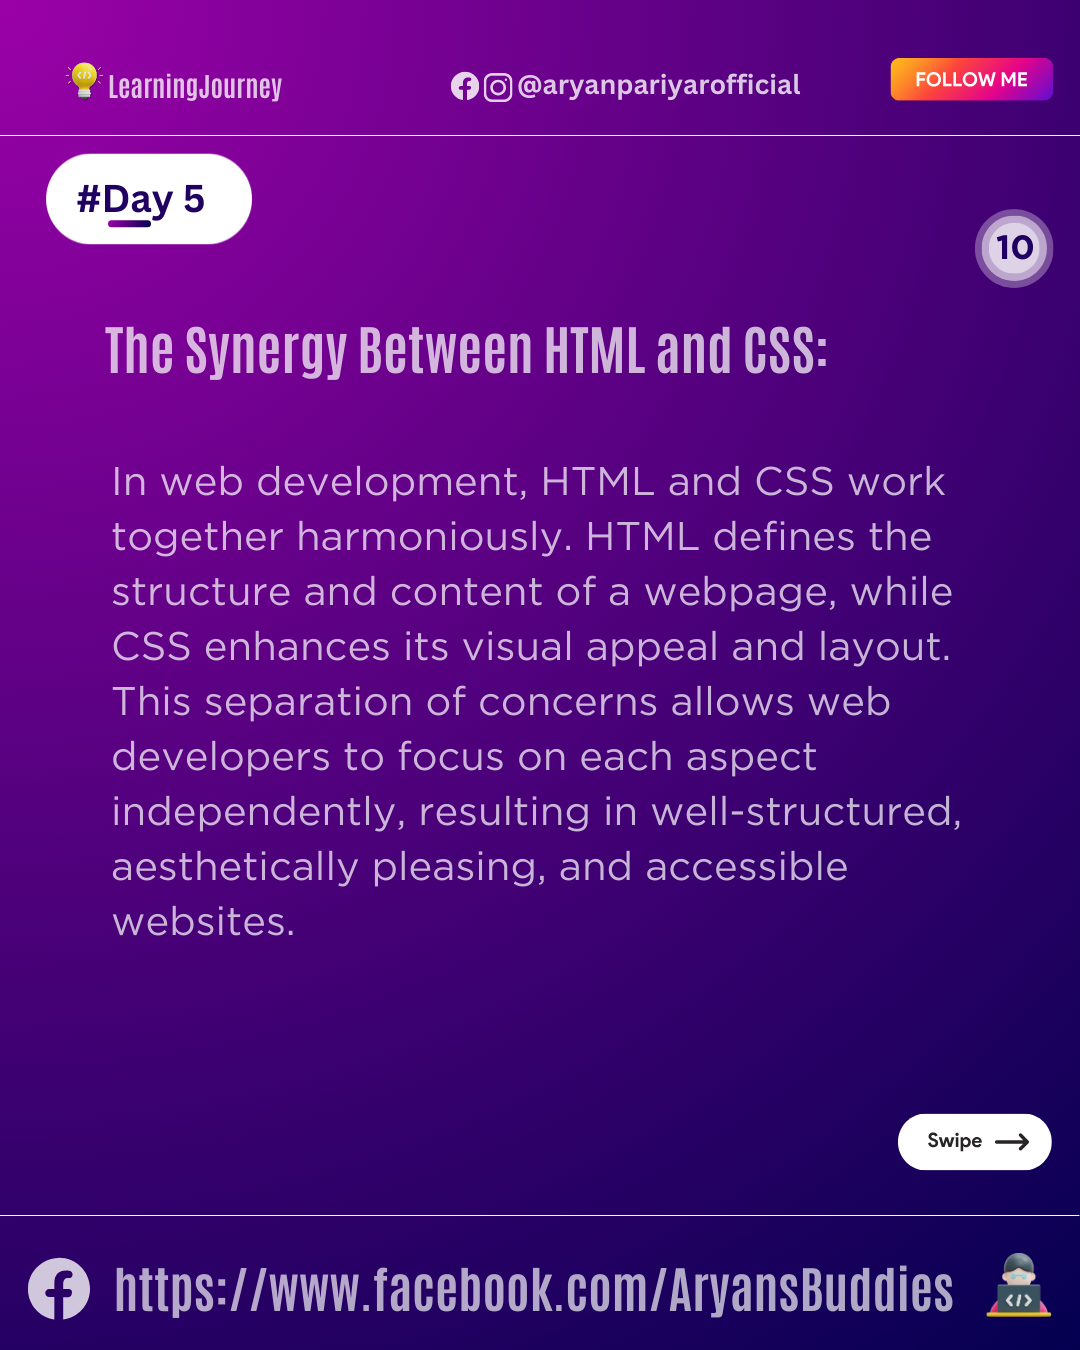 LearningJourney
@aryanpariyarofficial
FOLLOW ME
#Day 5
10
The Synergy Between HTML and CSS:
In web development, HTML and CSS work
together harmoniously. HTML defines the
structure and content of a webpage, while
CSS enhances its visual appeal and layout.
This separation of concerns allows web
developers to focus on each aspect
independently, resulting in well-structured,
aesthetically pleasing, and accessible
websites.
Swipe
https://www.facebook.com/AryansBuddies